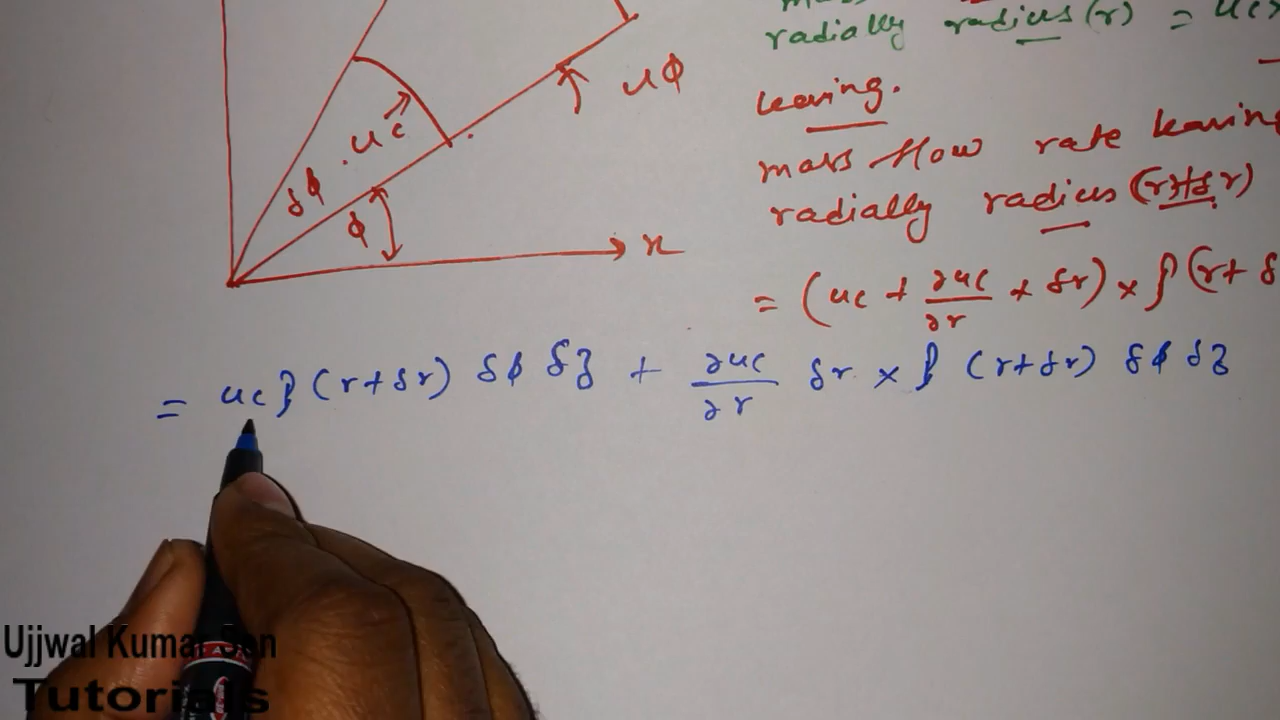 radially radius (r) = uc×
leaving.
mass flow rate leaving
radially radius (r+δr)
= (uc + ∂uc/∂r + δr) × ρ (r + δ
uφ
uc
δφ
φ
x
= uc ρ (r+δr) δφ δz + ∂uc/∂r δr × ρ (r+δr) δφ δz
Ujjwal Kumar Sen
Tutorials